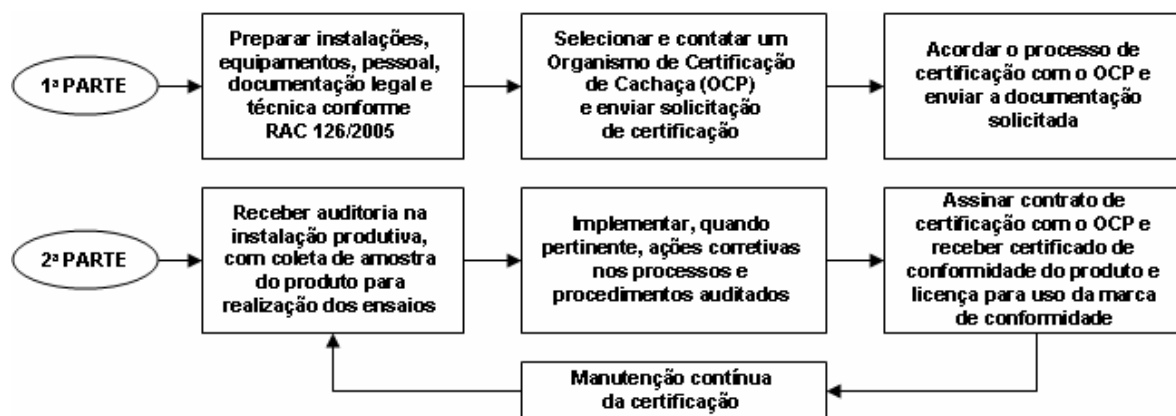 1ª PARTE
Preparar instalações,
equipamentos, pessoal,
documentação legal e
técnica conforme
RAC 126/2005
Selecionar e contatar um
Organismo de Certificação
de Cachaça (OCP)
e enviar solicitação
de certificação
Acordar o processo de
certificação com o OCP e
enviar a documentação
solicitada
2ª PARTE
Receber auditoria na
instalação produtiva,
com coleta de amostra
do produto para
realização dos ensaios
Implementar, quando
pertinente, ações corretivas
nos processos e
procedimentos auditados
Assinar contrato de
certificação com o OCP e
receber certificado de
conformidade do produto e
licença para uso da marca
de conformidade
Manutenção contínua
da certificação